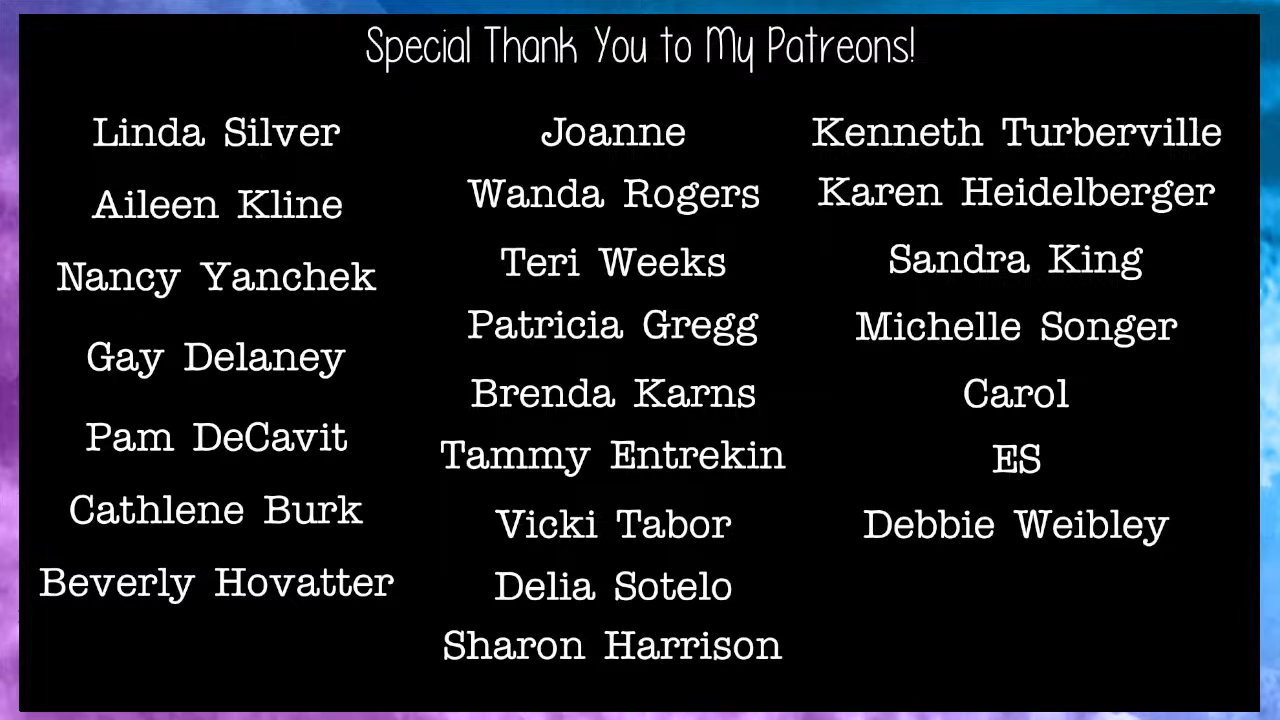 Special Thank You to My Patreons!
Linda Silver
Aileen Kline
Nancy Yanchek
Gay Delaney
Pam DeCavit
Cathlene Burk
Beverly Hovatter
Joanne
Wanda Rogers
Teri Weeks
Patricia Gregg
Brenda Karns
Tammy Entrekin
Vicki Tabor
Delia Sotelo
Sharon Harrison
Kenneth Turberville
Karen Heidelberger
Sandra King
Michelle Songer
Carol
ES
Debbie Weibley